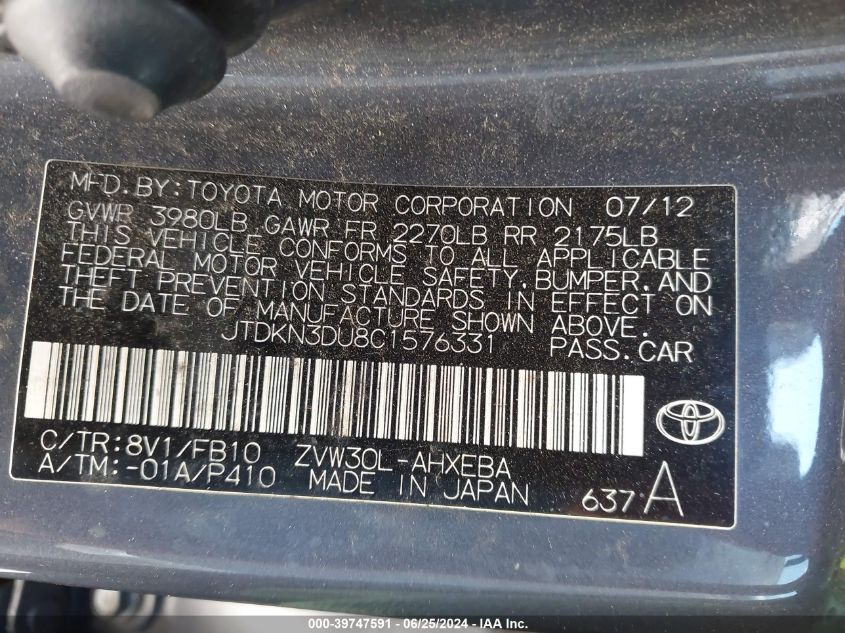 MFD.BY:TOYOTA MOTOR CORPORATION 07/12
GVWR 3980LB GAWR FR 2270LB RR 2175LB
THIS VEHICLE CONFORMS TO ALL APPLICABLE
FEDERAL MOTOR VEHICLE SAFETY.BUMPER.AND
THEFT PREVENTION STANDARDS IN EFFECT ON
THE DATE OF MANUFACTURE SHOWN ABOVE.
JTDKN3DU8C1576331 PASS.CAR
C/TR:8V1/FB10 ZVW30L-AHXEBA
A/TM:-01A/P410 MADE IN JAPAN 637 A
000-39747591 - 06/25/2024 - IAA Inc.